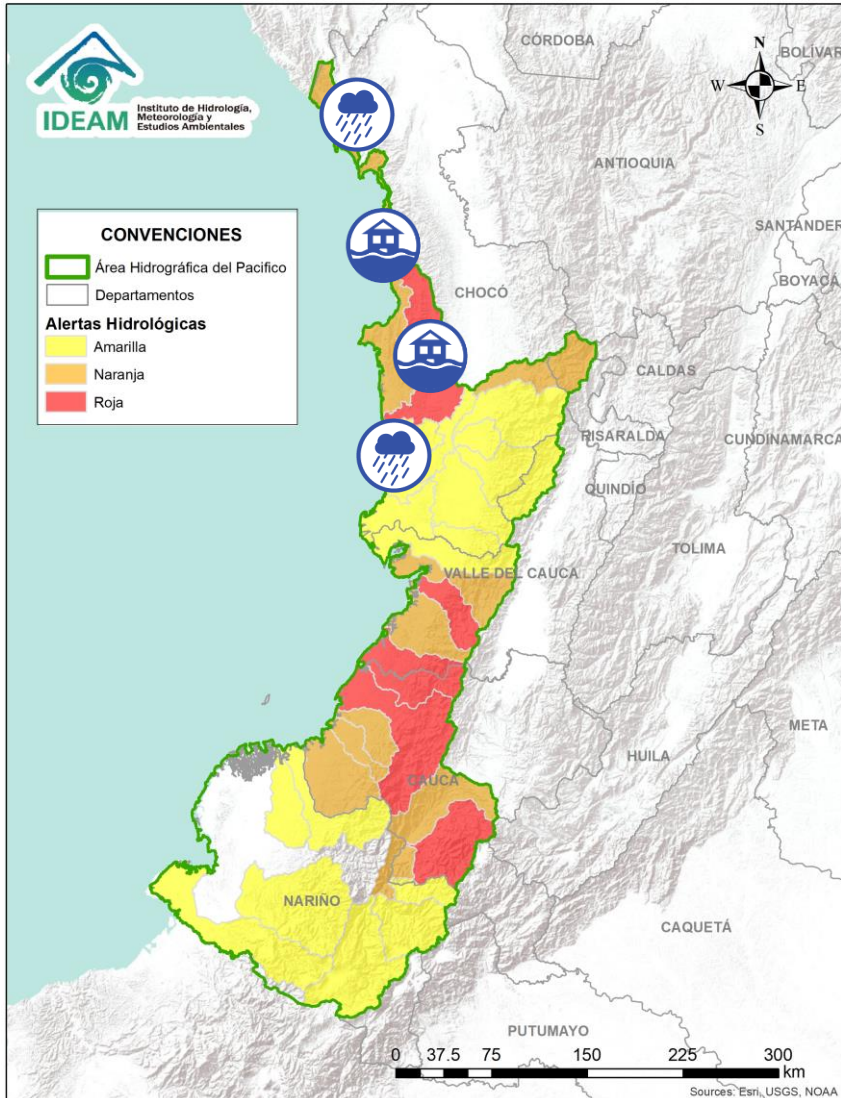 IDEAM
Instituto de Hidrología,
Meteorología y
Estudios Ambientales
N
W
E
S
CONVENCIONES
Área Hidrográfica del Pacifico
Departamentos
Alertas Hidrológicas
Amarilla
Naranja
Roja
CÓRDOBA
BOLÍVAR
ANTIOQUIA
SANTANDER
BOYACÁ
CHOCÓ
CALDAS
RISARALDA
CUNDINAMARCA
QUINDÍO
TOLIMA
VALLE DEL CAUCA
META
HUILA
CAUCA
NARIÑO
CAQUETÁ
PUTUMAYO
0 37.5 75 150 225 300
km
Sources: Esri, USGS, NOAA